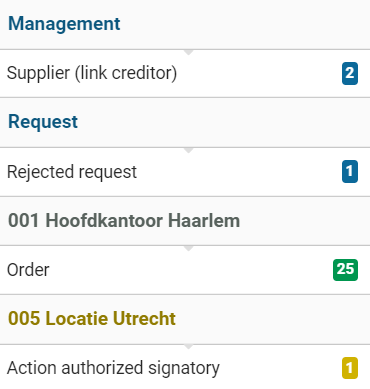 Management
Supplier (link creditor) 2
Request
Rejected request 1
001 Hoofdkantoor Haarlem
Order 25
005 Locatie Utrecht
Action authorized signatory 1